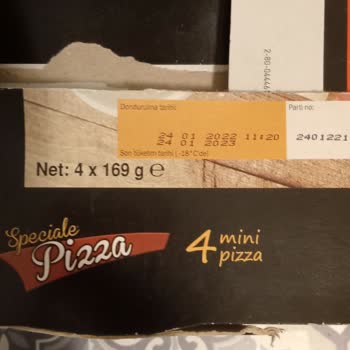 Dondurulma tarihi:
Parti no:
24 01 2022 11:20
24 01 2023
2401221
Son tüketim tarihi (-18°C'de)
Net: 4 x 169 g ℮
Speciale
Pizza
4 mini
pizza